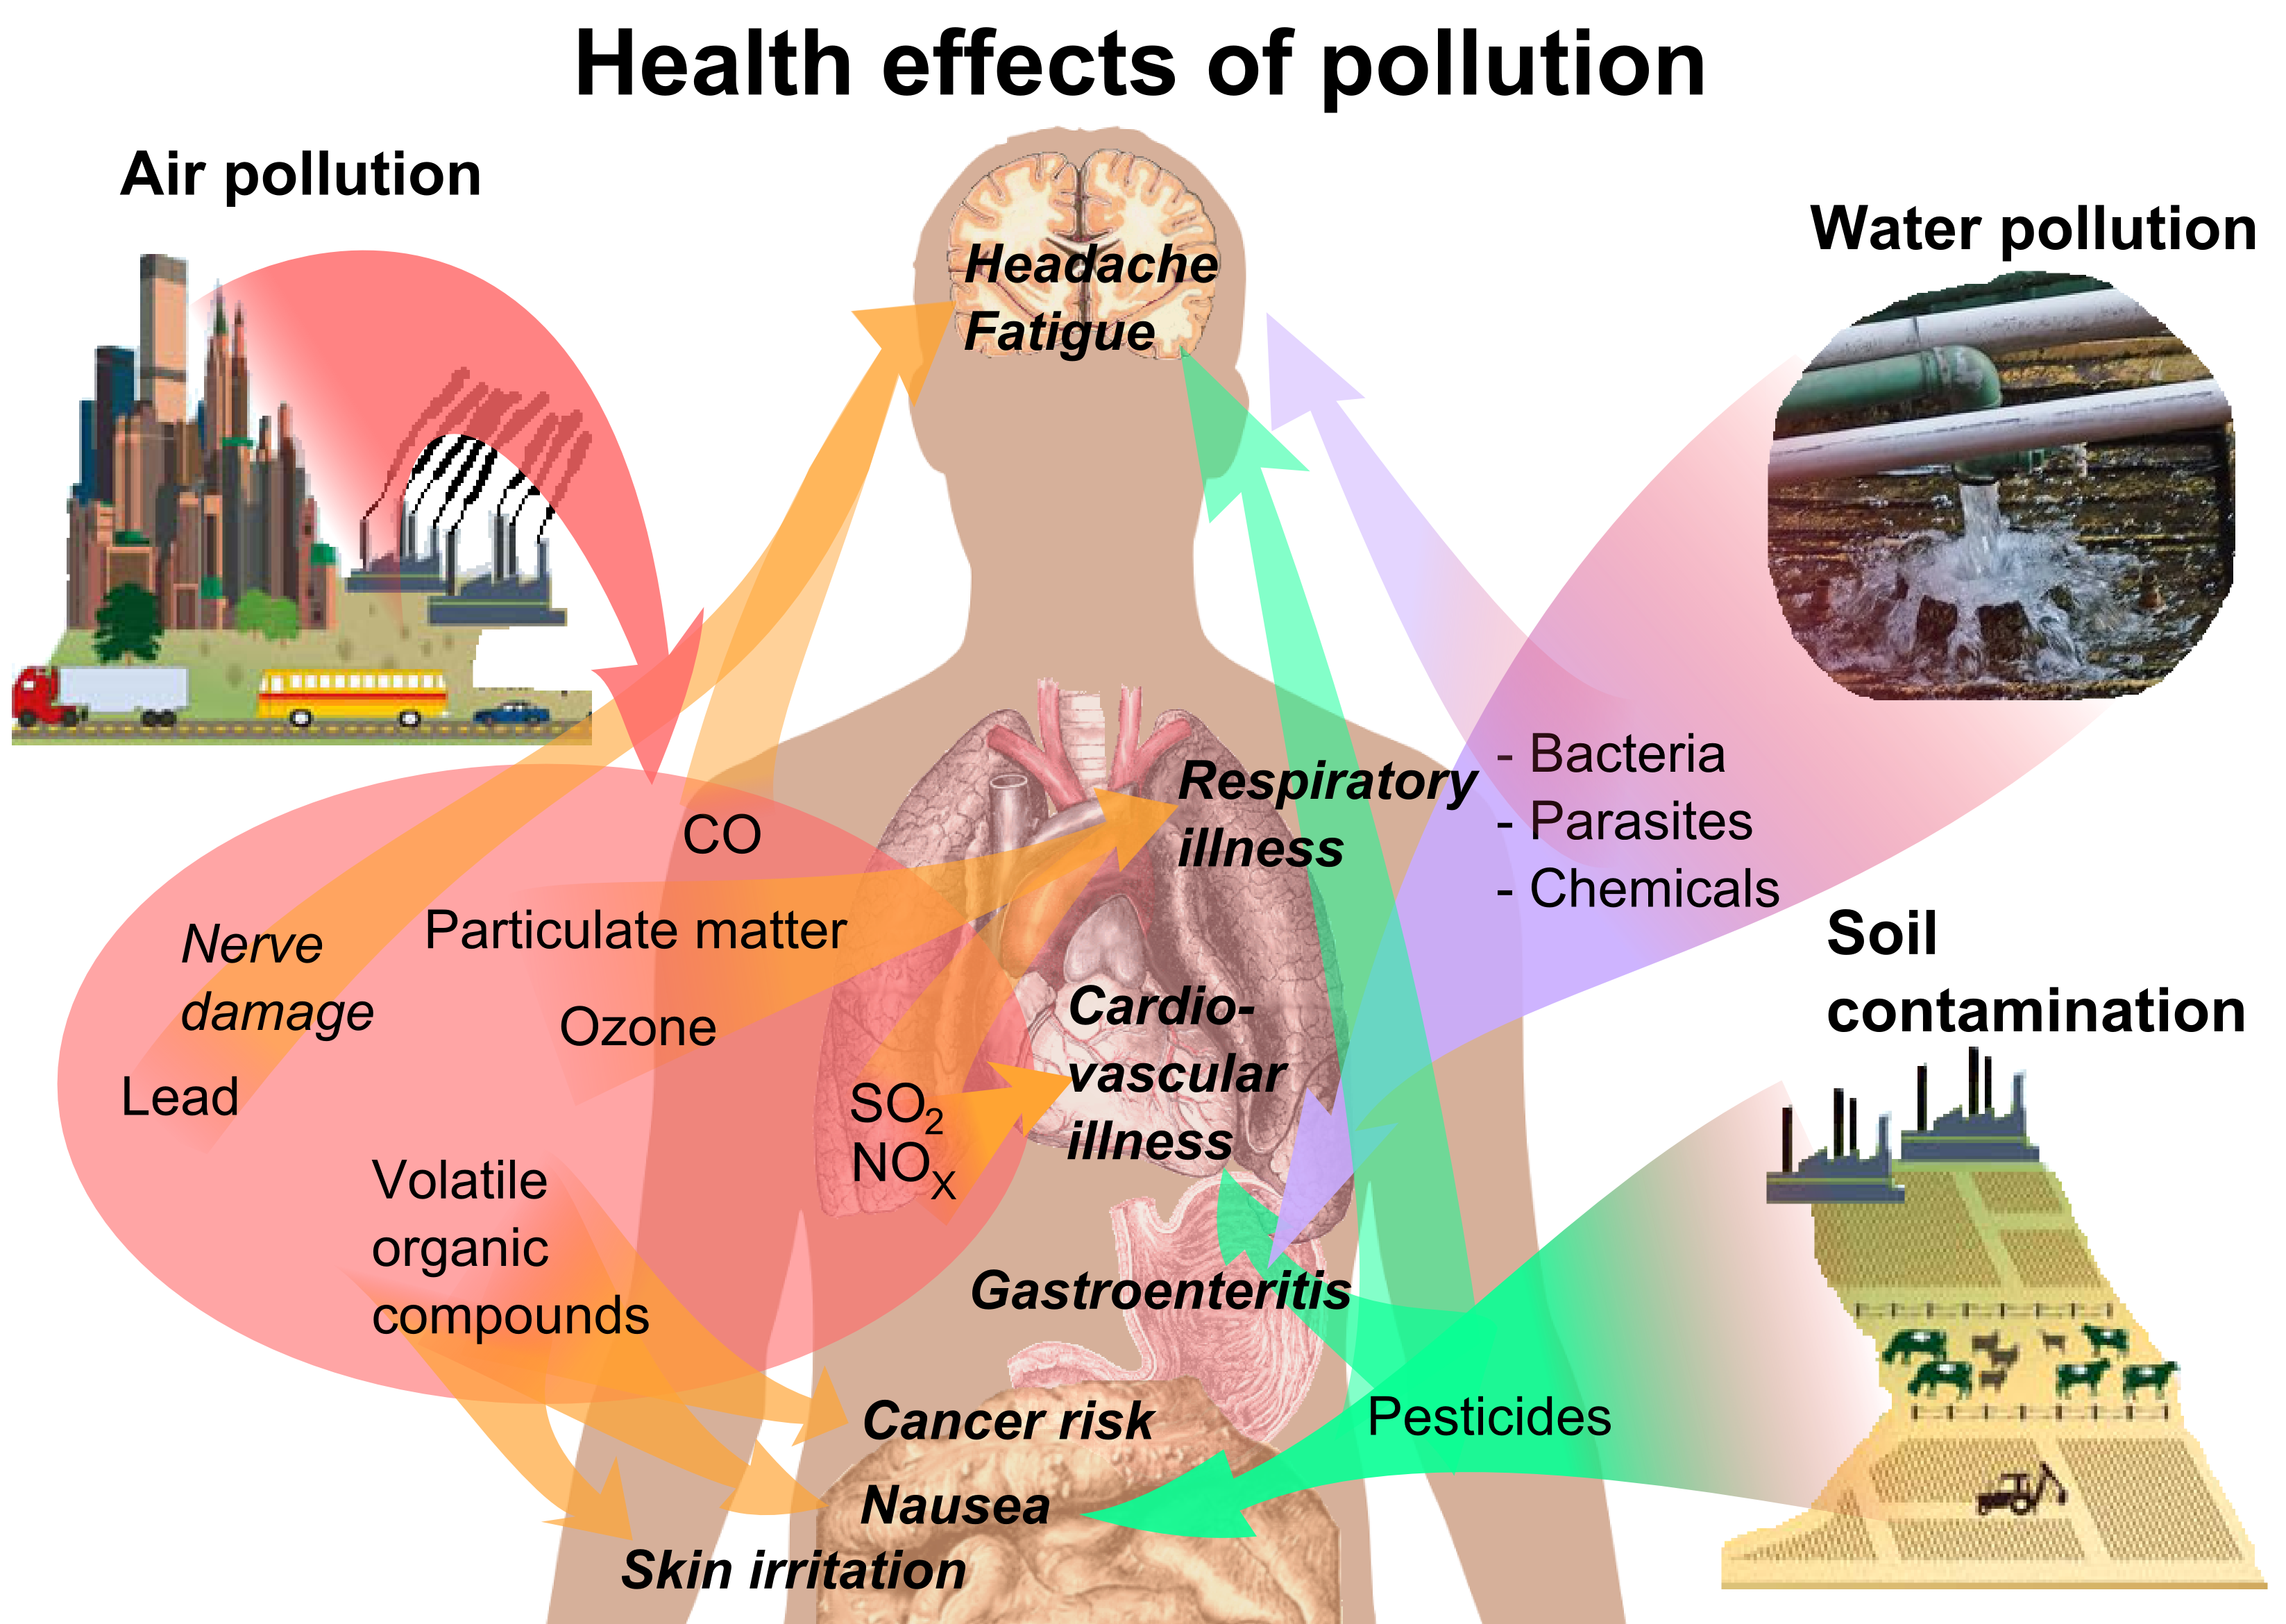 Health effects of pollution
Air pollution
Water pollution
Headache
Fatigue
Respiratory
illness
- Bacteria
- Parasites
- Chemicals
CO
Nerve
damage
Particulate matter
Ozone
Lead
SO2
NOX
Cardio-
vascular
illness
Soil
contamination
Volatile
organic
compounds
Gastroenteritis
Cancer risk
Pesticides
Nausea
Skin irritation